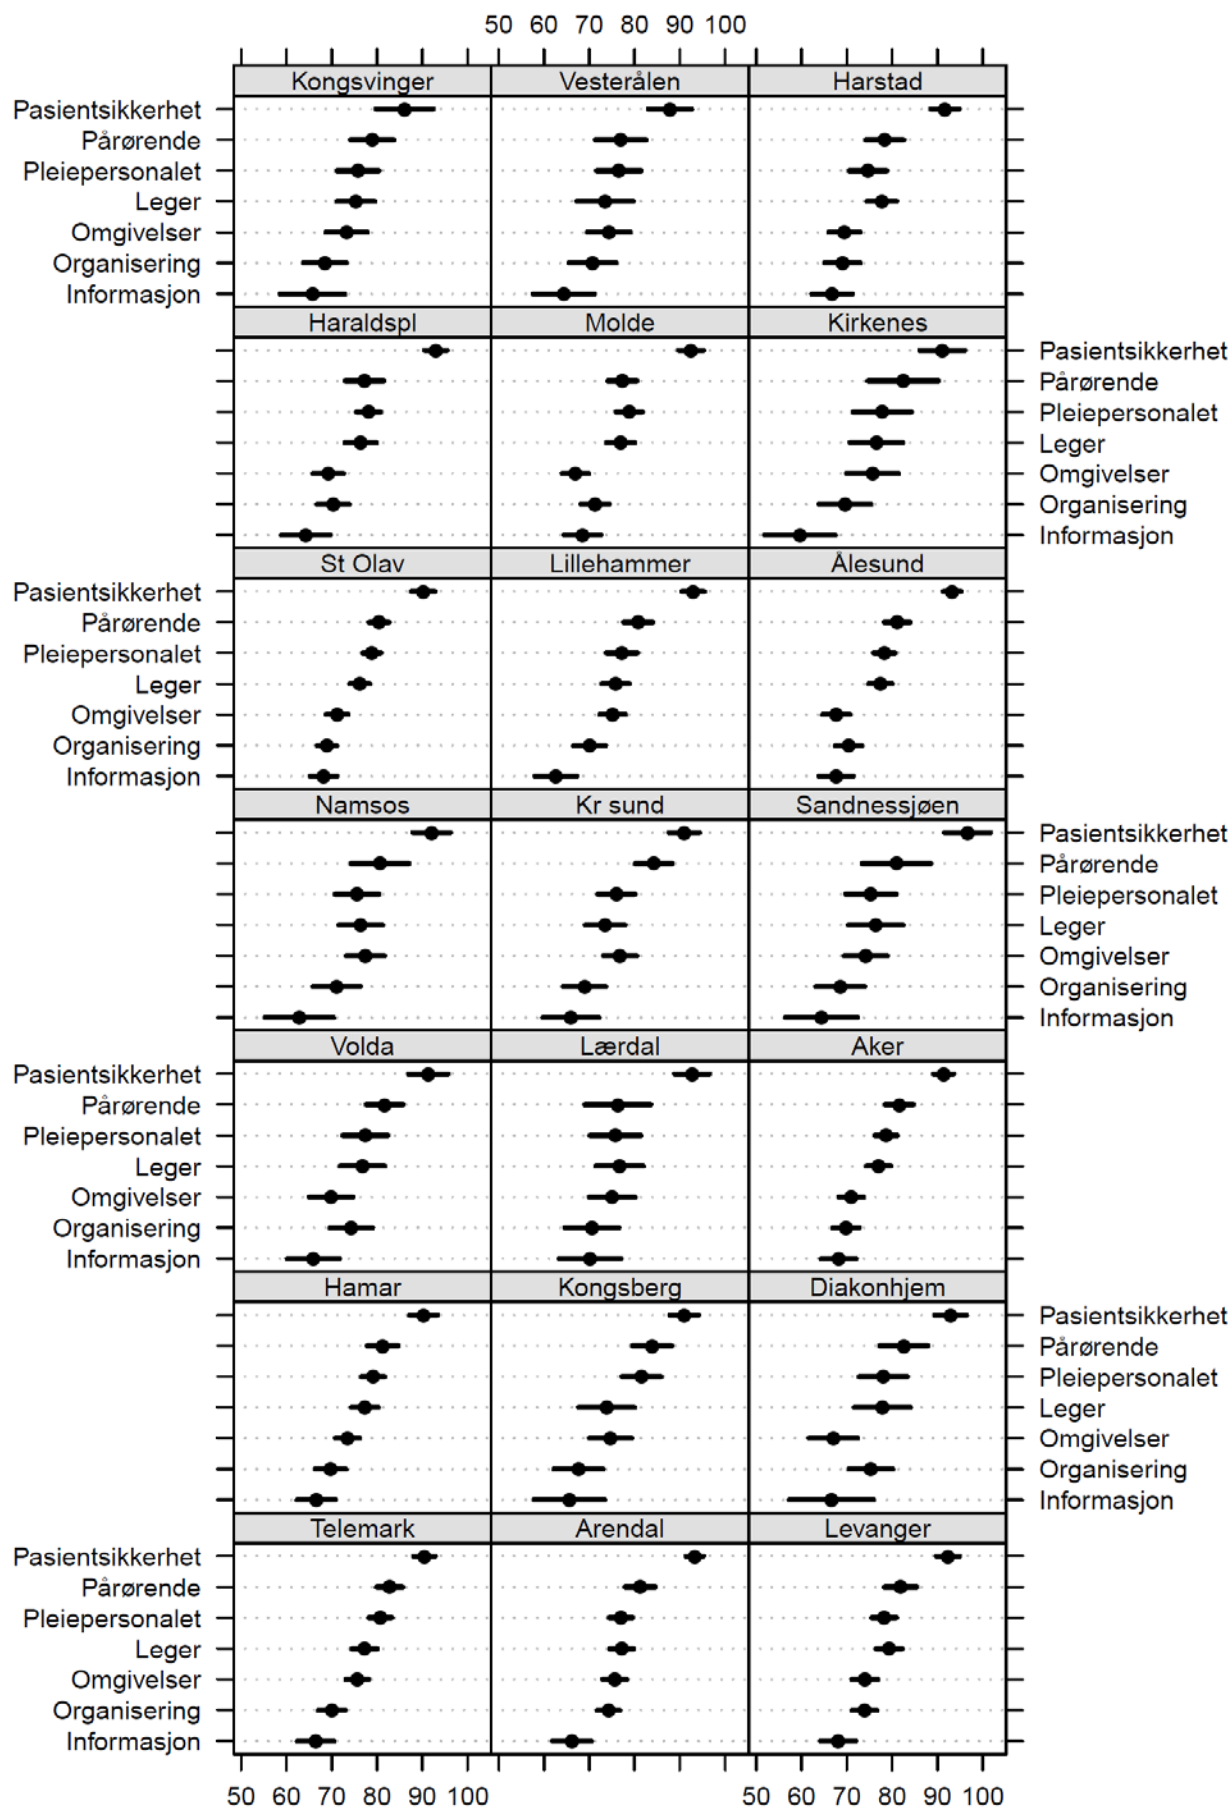 50 60 70 80 90 100
Kongsvinger Vesterålen Harstad
Pasientsikkerhet
Pårørende
Pleiepersonalet
Leger
Omgivelser
Organisering
Informasjon
Haraldspl Molde Kirkenes
Pasientsikkerhet
Pårørende
Pleiepersonalet
Leger
Omgivelser
Organisering
Informasjon
St Olav Lillehammer Ålesund
Pasientsikkerhet
Pårørende
Pleiepersonalet
Leger
Omgivelser
Organisering
Informasjon
Namsos Kr sund Sandnessjøen
Pasientsikkerhet
Pårørende
Pleiepersonalet
Leger
Omgivelser
Organisering
Informasjon
Volda Lærdal Aker
Pasientsikkerhet
Pårørende
Pleiepersonalet
Leger
Omgivelser
Organisering
Informasjon
Hamar Kongsberg Diakonhjem
Pasientsikkerhet
Pårørende
Pleiepersonalet
Leger
Omgivelser
Organisering
Informasjon
Telemark Arendal Levanger
Pasientsikkerhet
Pårørende
Pleiepersonalet
Leger
Omgivelser
Organisering
Informasjon
50 60 70 80 90 100 50 60 70 80 90 100